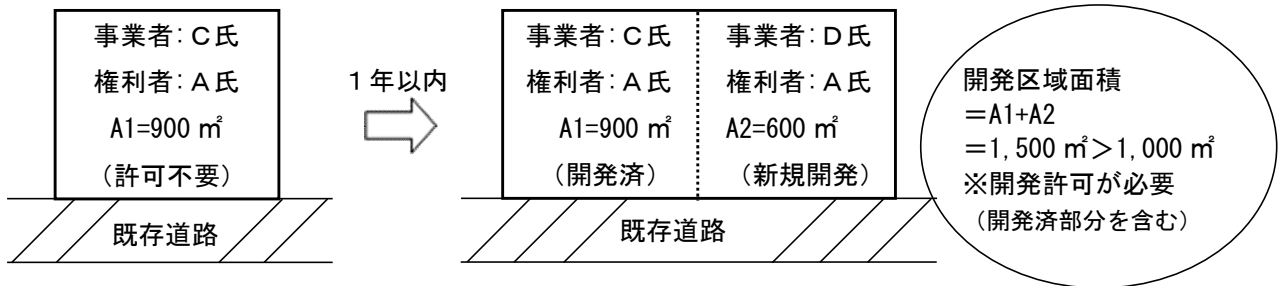 事業者：C氏
権利者：A氏
A1=900 ㎡
（許可不要）
既存道路
１年以内
事業者：C氏
権利者：A氏
A1=900 ㎡
（開発済）
事業者：D氏
権利者：A氏
A2=600 ㎡
（新規開発）
既存道路
開発区域面積
＝A1+A2
＝1,500 ㎡＞1,000 ㎡
※開発許可が必要
（開発済部分を含む）